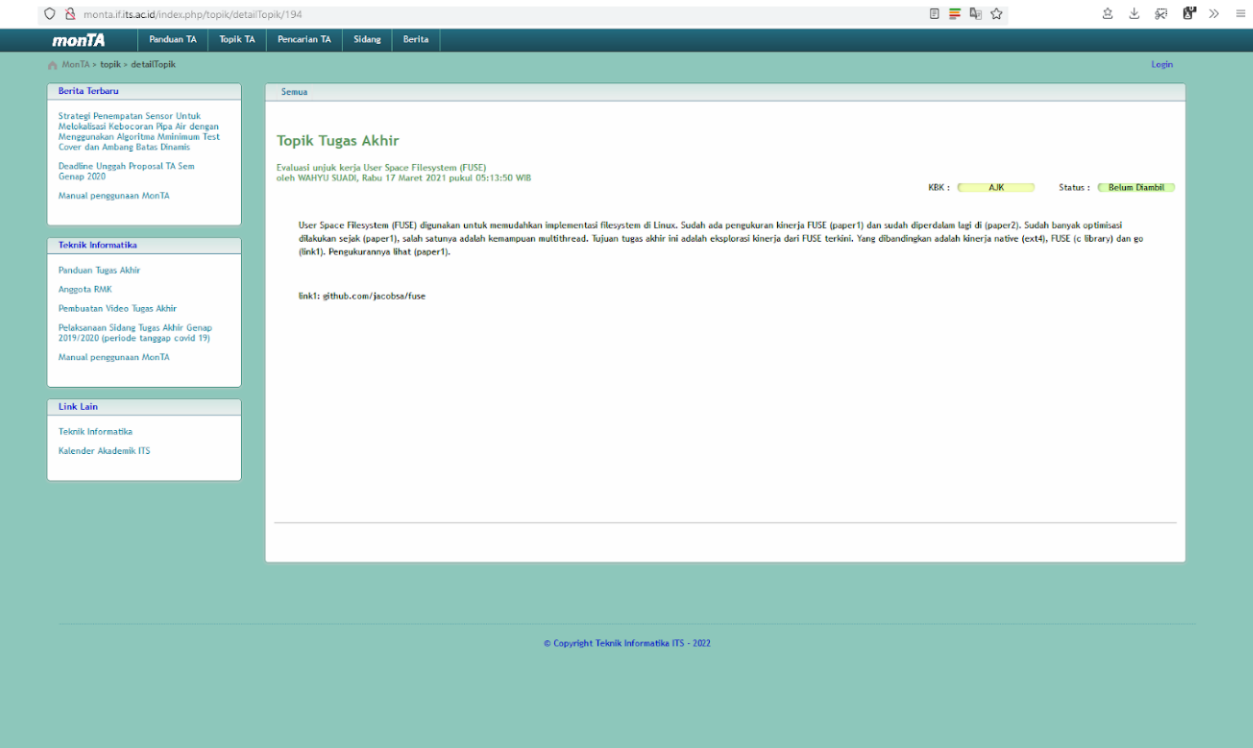 monta.if.its.ac.id/index.php/topik/detailTopik/194
monTA
Panduan TA
Topik TA
Pencarian TA
Sidang
Berita
MonTA > topik > detailTopik
Login
Berita Terbaru
Strategi Penempatan Sensor Untuk
Melokalisasi Kebocoran Pipa Air dengan
Menggunakan Algoritma Mminimum Test
Cover dan Ambang Batas Dinamis
Deadline Unggah Proposal TA Sem
Genap 2020
Manual penggunaan MonTA
Teknik Informatika
Panduan Tugas Akhir
Anggota RMK
Pembuatan Video Tugas Akhir
Pelaksanaan Sidang Tugas Akhir Genap
2019/2020 (periode tanggap covid 19)
Manual penggunaan MonTA
Link Lain
Teknik Informatika
Kalender Akademik ITS
Semua
Topik Tugas Akhir
Evaluasi unjuk kerja User Space Filesystem (FUSE)
oleh WAHYU SUADI, Rabu 17 Maret 2021 pukul 05:13:50 WIB
KBK : AJK Status : Belum Diambil
User Space Filesystem (FUSE) digunakan untuk memudahkan implementasi filesystem di Linux. Sudah ada pengukuran kinerja FUSE (paper1) dan sudah diperdalam lagi di (paper2). Sudah banyak optimisasi
dilakukan sejak (paper1), salah satunya adalah kemampuan multithread. Tujuan tugas akhir ini adalah eksplorasi kinerja dari FUSE terkini. Yang dibandingkan adalah kinerja native (ext4), FUSE (c library) dan go
(link1). Pengukurannya lihat (paper1).
link1: github.com/jacobsa/fuse
© Copyright Teknik Informatika ITS - 2022